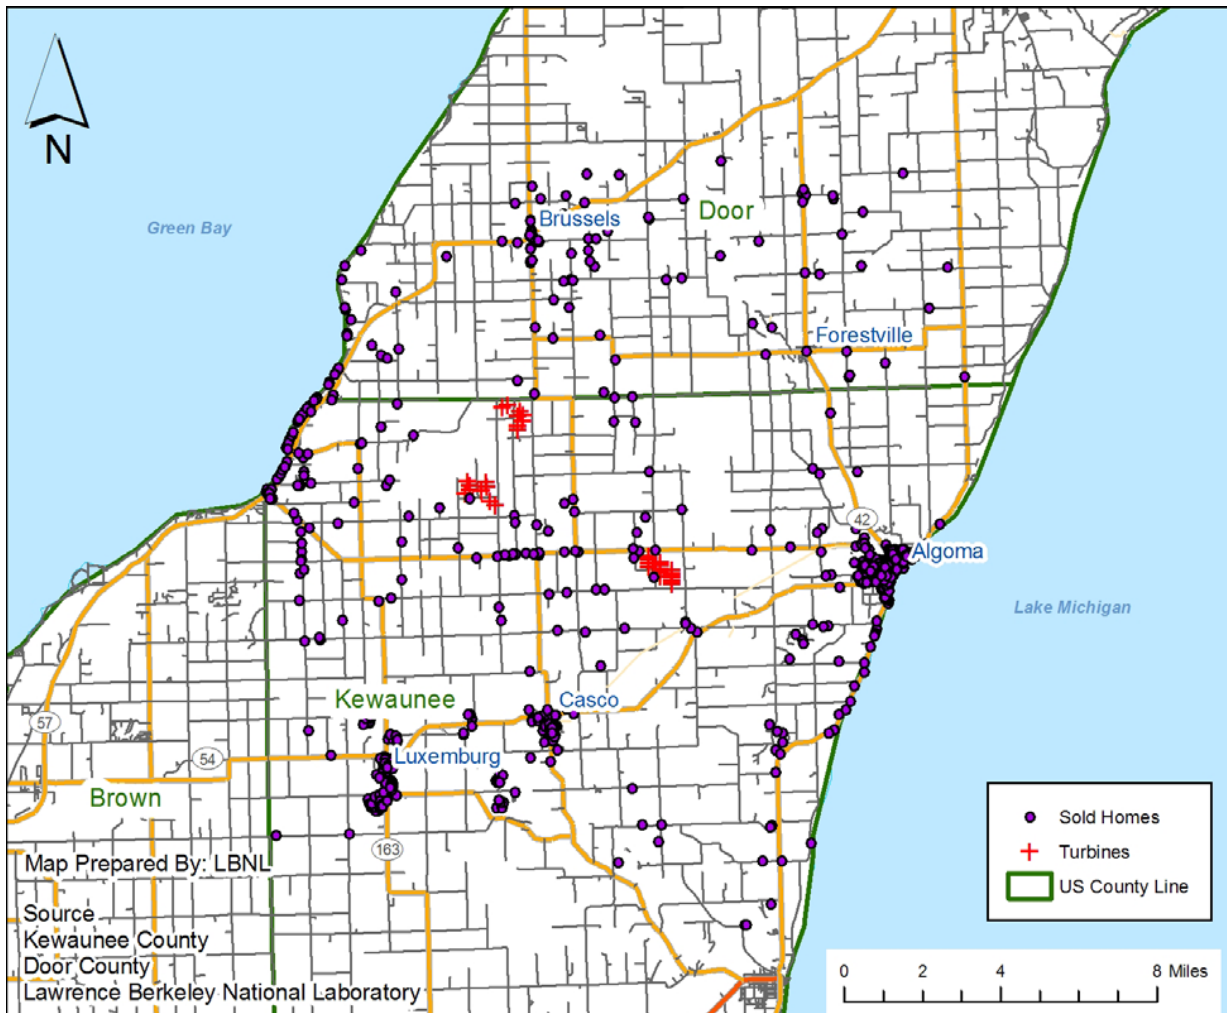 N
Green Bay
Brussels
Door
Forestville
42
Algoma
Lake Michigan
Kewaunee
Casco
57
54
Luxemburg
Brown
163
Sold Homes
Turbines
US County Line
Map Prepared By: LBNL
Source
Kewaunee County
Door County
Lawrence Berkeley National Laboratory
0 2 4 8 Miles